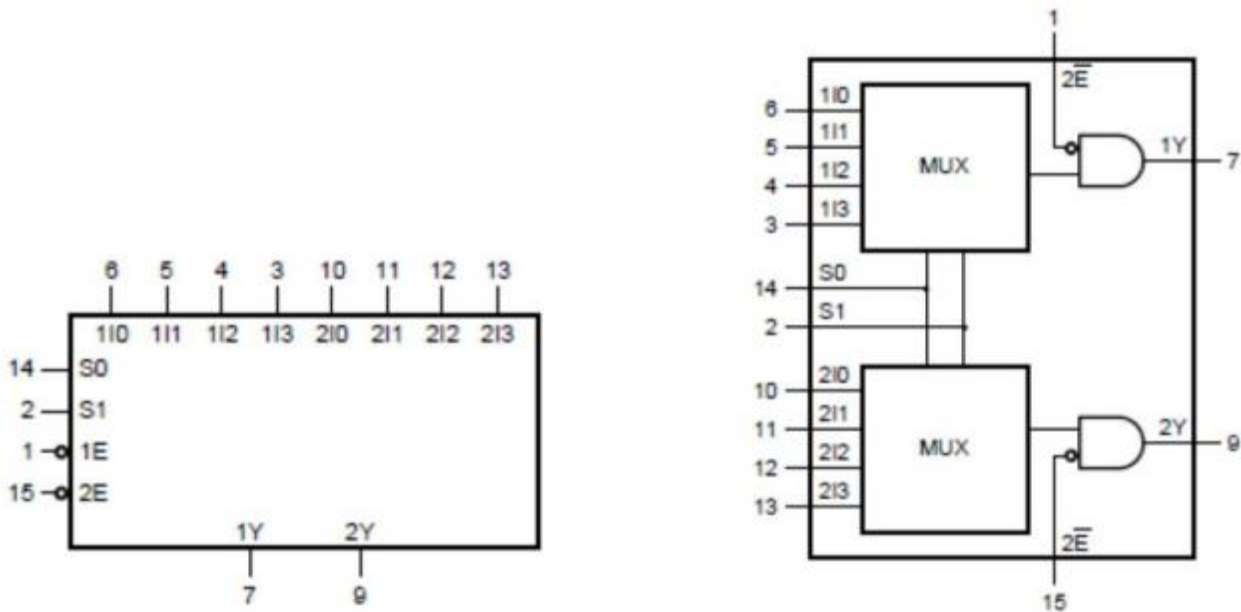 6 5 4 3 10 11 12 13
1I0 1I1 1I2 1I3 2I0 2I1 2I2 2I3
14 S0
2 S1
1 1E
15 2E
1Y 2Y
7 9
1
2E̅
6 1I0
5 1I1
4 1I2
3 1I3
MUX
1Y 7
14 S0
2 S1
10 2I0
11 2I1
12 2I2
13 2I3
MUX
2Y 9
2E̅
15